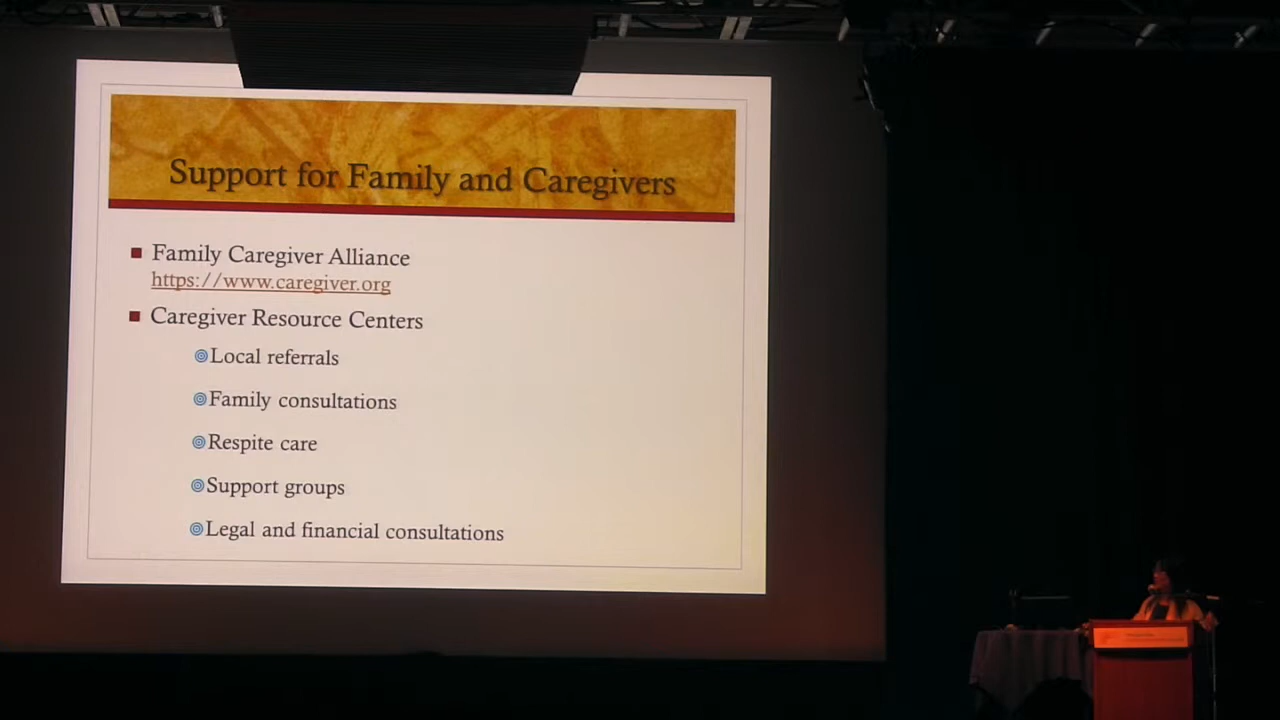 Support for Family and Caregivers
Family Caregiver Alliance
https://www.caregiver.org
Caregiver Resource Centers
Local referrals
Family consultations
Respite care
Support groups
Legal and financial consultations